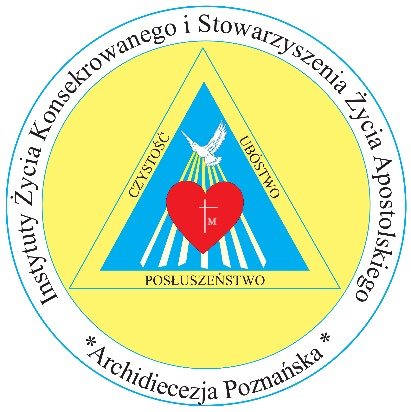 Instytuty Życia Konsekrowanego i Stowarzyszenia Życia Apostolskiego
CZYSTOŚĆ
UBÓSTWO
M
POSŁUSZEŃSTWO
* Archidiecezja Poznańska *